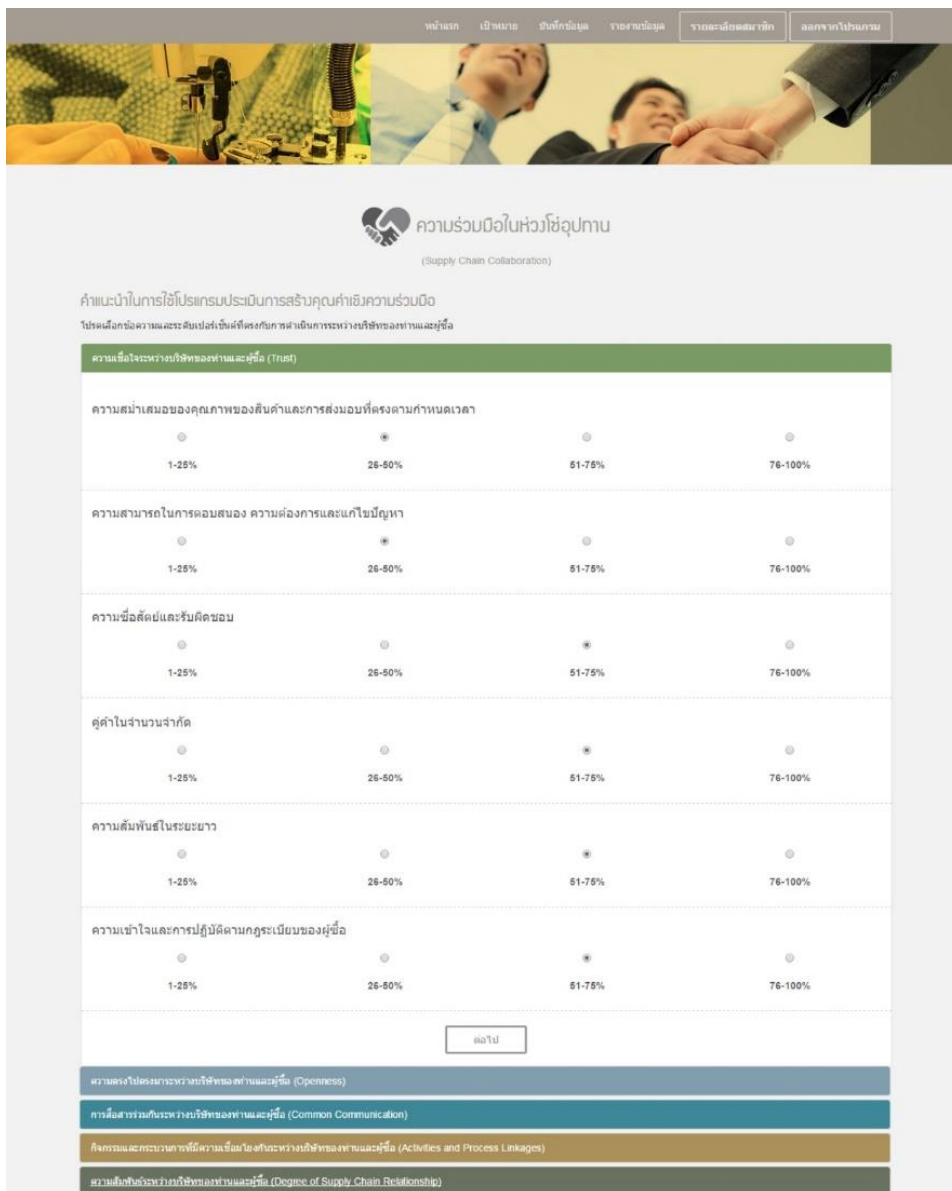 หน้าแรก เป้าหมาย บันทึกข้อมูล รายงานข้อมูล รายละเอียดสมาชิก ออกจากโปรแกรม
ความร่วมมือในห่วงโซ่อุปทาน
(Supply Chain Collaboration)
คำแนะนำในการใช้โปรแกรมประเมินการสร้างคุณค่าเชิงความร่วมมือ
โปรดเลือกข้อความและระดับเปอร์เซ็นต์ที่ตรงกับการดำเนินการระหว่างบริษัทของท่านและผู้ซื้อ
ความเชื่อใจระหว่างบริษัทของท่านและผู้ซื้อ (Trust)
ความสม่ำเสมอของคุณภาพของสินค้าและการส่งมอบที่ตรงตามกำหนดเวลา
1-25% 26-50% 51-75% 76-100%
ความสามารถในการตอบสนอง ความต้องการและแก้ไขปัญหา
1-25% 26-50% 51-75% 76-100%
ความซื่อสัตย์และรับผิดชอบ
1-25% 26-50% 51-75% 76-100%
คู่ค้าในจำนวนจำกัด
1-25% 26-50% 51-75% 76-100%
ความสัมพันธ์ในระยะยาว
1-25% 26-50% 51-75% 76-100%
ความเข้าใจและการปฏิบัติตามกฎระเบียบของผู้ซื้อ
1-25% 26-50% 51-75% 76-100%
ต่อไป
ความตรงไปตรงมาระหว่างบริษัทของท่านและผู้ซื้อ (Openness)
การสื่อสารร่วมกันระหว่างบริษัทของท่านและผู้ซื้อ (Common Communication)
กิจกรรมและกระบวนการที่มีความเชื่อมโยงกันระหว่างบริษัทของท่านและผู้ซื้อ (Activities and Process Linkages)
ความสัมพันธ์ระหว่างบริษัทของท่านและผู้ซื้อ (Degree of Supply Chain Relationship)